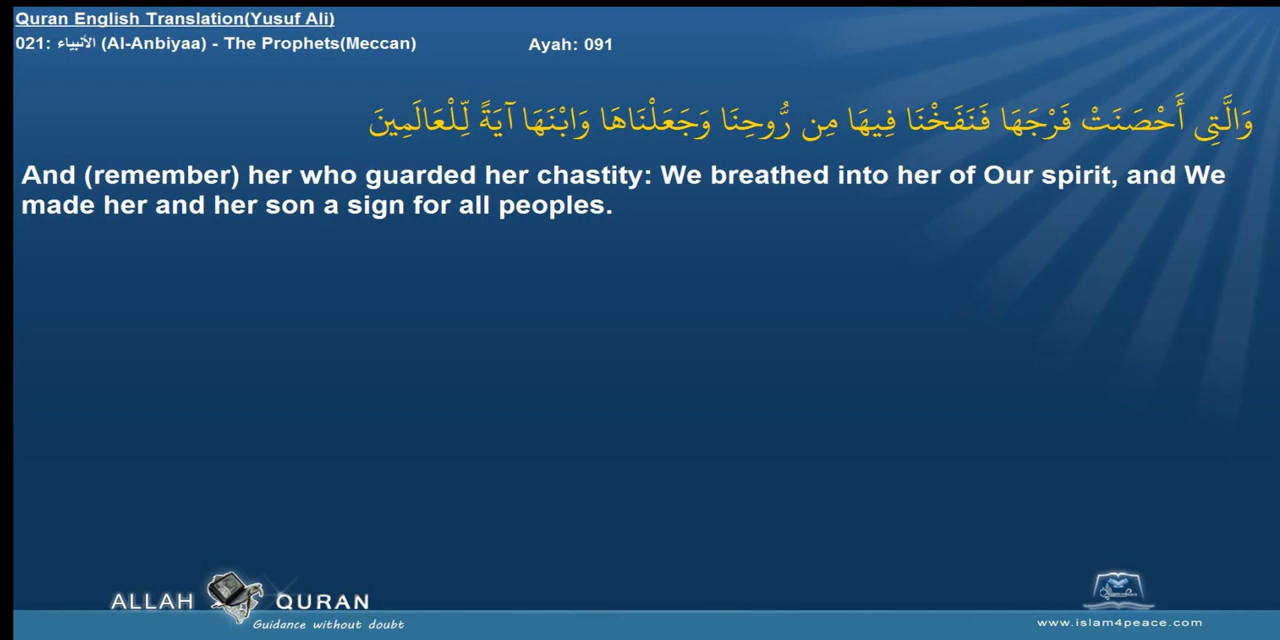 Quran English Translation(Yusuf Ali)
021: الأنبياء (Al-Anbiyaa) - The Prophets(Meccan) Ayah: 091
وَالَّتِي أَحْصَنَتْ فَرْجَهَا فَنَفَخْنَا فِيهَا مِن رُّوحِنَا وَجَعَلْنَاهَا وَابْنَهَا آيَةً لِّلْعَالَمِينَ
And (remember) her who guarded her chastity: We breathed into her of Our spirit, and We
made her and her son a sign for all peoples.
ALLAH QURAN
Guidance without doubt
www.islam4peace.com